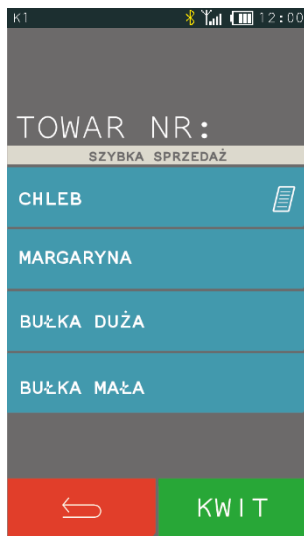 K1 12:00
TOWAR NR:
SZYBKA SPRZEDAŻ
CHLEB
MARGARYNA
BUŁKA DUŻA
BUŁKA MAŁA
KWIT